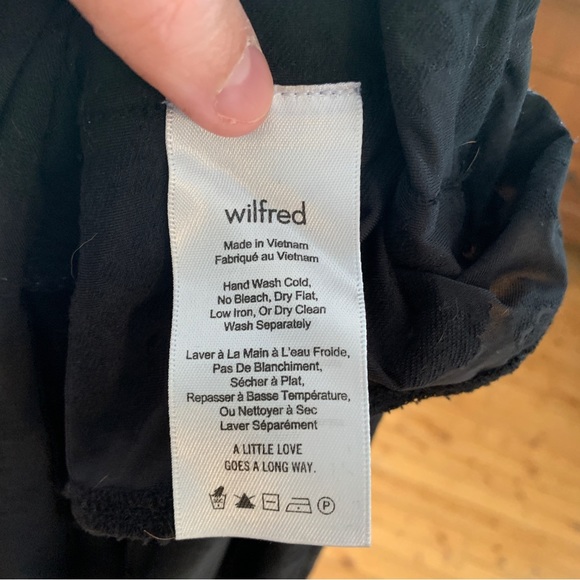 wilfred
Made in Vietnam
Fabriqué au Vietnam
Hand Wash Cold,
No Bleach, Dry Flat,
Low Iron, Or Dry Clean
Wash Separately
Laver à La Main à L'eau Froide,
Pas De Blanchiment,
Sécher à Plat,
Repasser à Basse Température,
Ou Nettoyer à Sec
Laver Séparément
A LITTLE LOVE
GOES A LONG WAY.
P